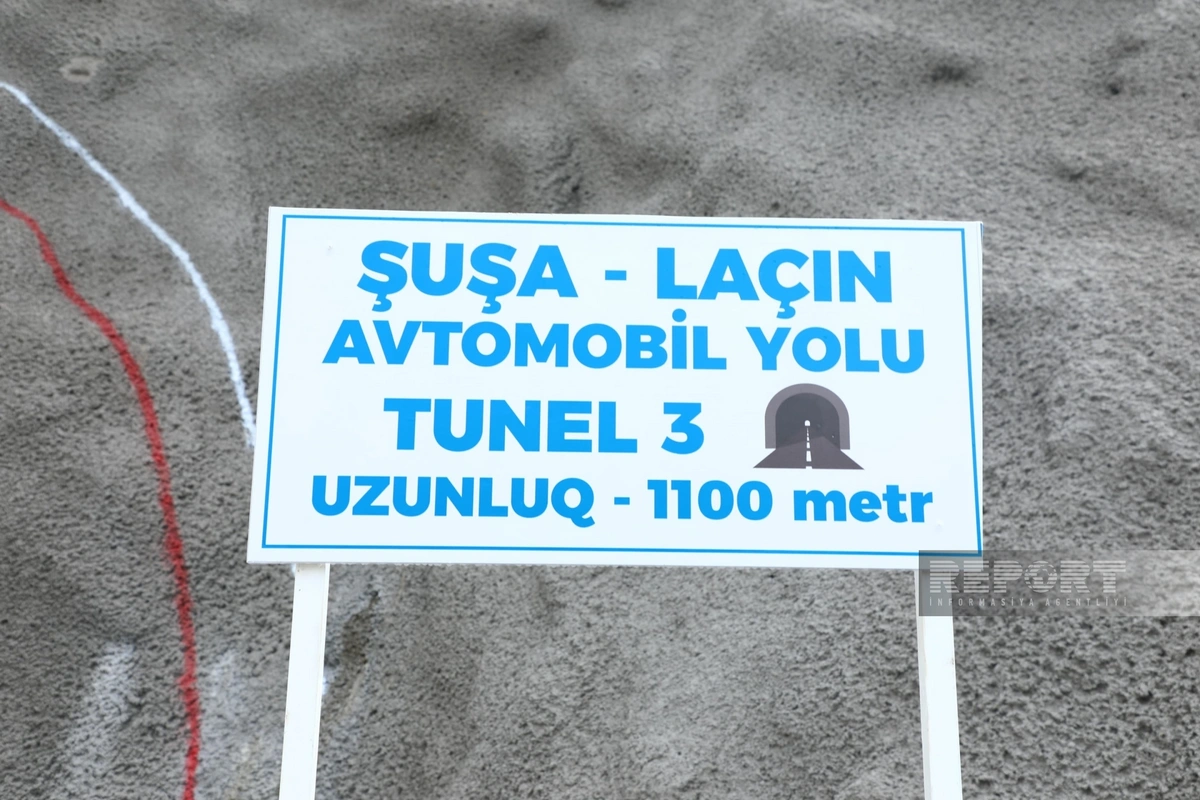 ŞUŞA - LAÇIN
AVTOMOBİL YOLU
TUNEL 3
UZUNLUQ - 1100 metr
REPORT
İNFORMASİYA AGENTLİYİ